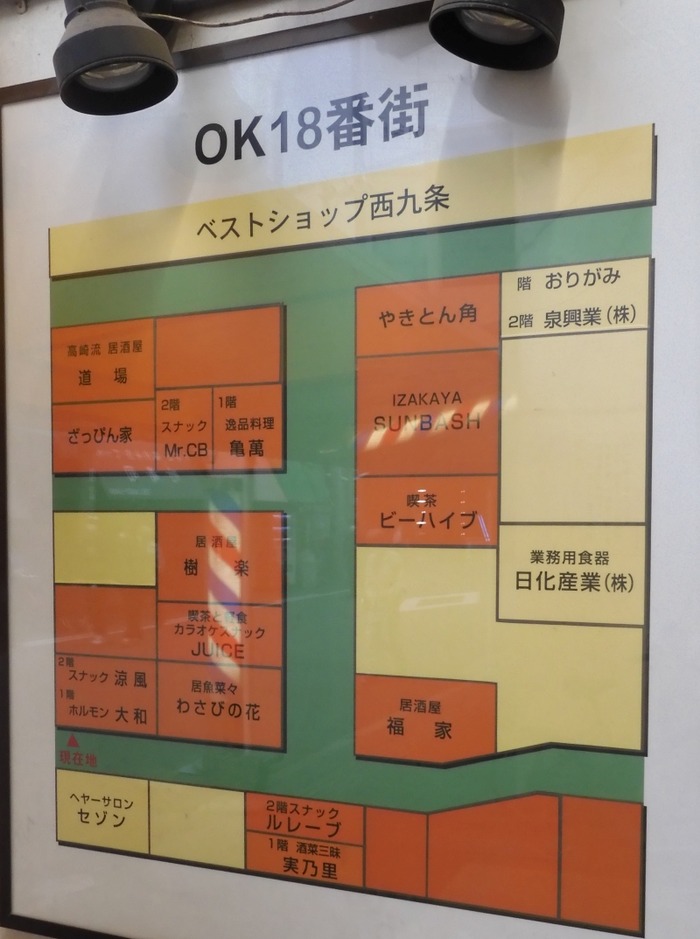 OK18番街
ベストショップ西九条
高崎流 居酒屋
道 場
ざっぴん家
2階
スナック
Mr.CB
1階
逸品料理
亀萬
やきとん角
IZAKAYA
SUNBASH
喫茶
ビーハイブ
階 おりがみ
2階 泉興業(株)
業務用食器
日化産業(株)
居酒屋
樹 楽
喫茶と軽食
カラオケスナック
JUICE
2階
スナック 涼風
1階
ホルモン 大和
居魚菜々
わさびの花
現在地
居酒屋
福 家
ヘヤーサロン
セゾン
2階スナック
ルレーブ
1階 酒菜三昧
実乃里